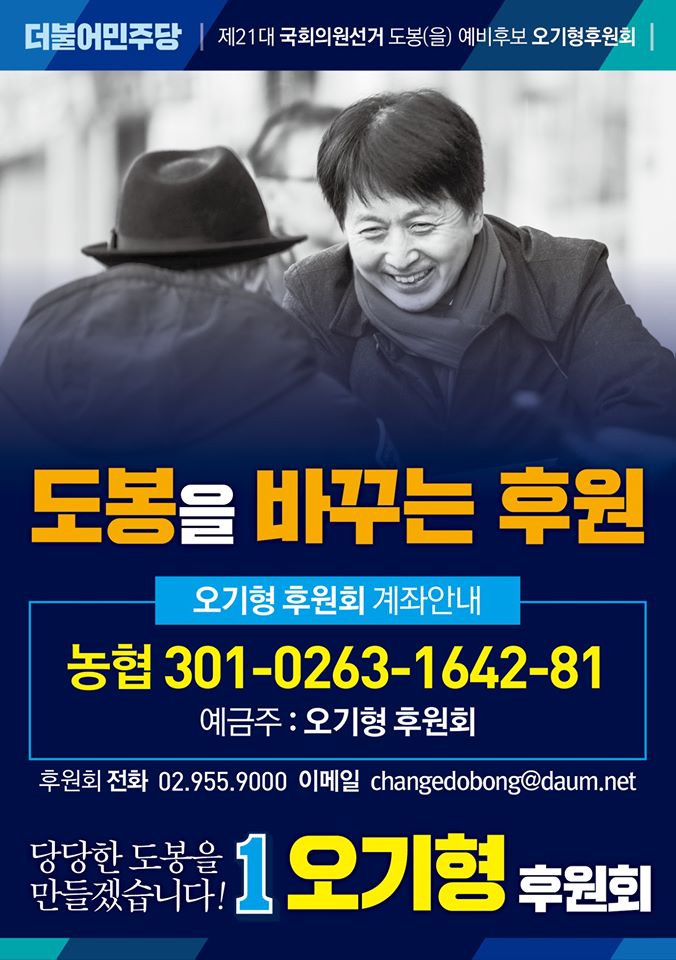 더불어민주당 | 제21대 국회의원선거 도봉(을) 예비후보 오기형후원회 |
도봉을 바꾸는 후원
오기형 후원회 계좌안내
농협 301-0263-1642-81
예금주 : 오기형 후원회
후원회 전화 02.955.9000 이메일 changedobong@daum.net
당당한 도봉을
만들겠습니다!
1 오기형 후원회